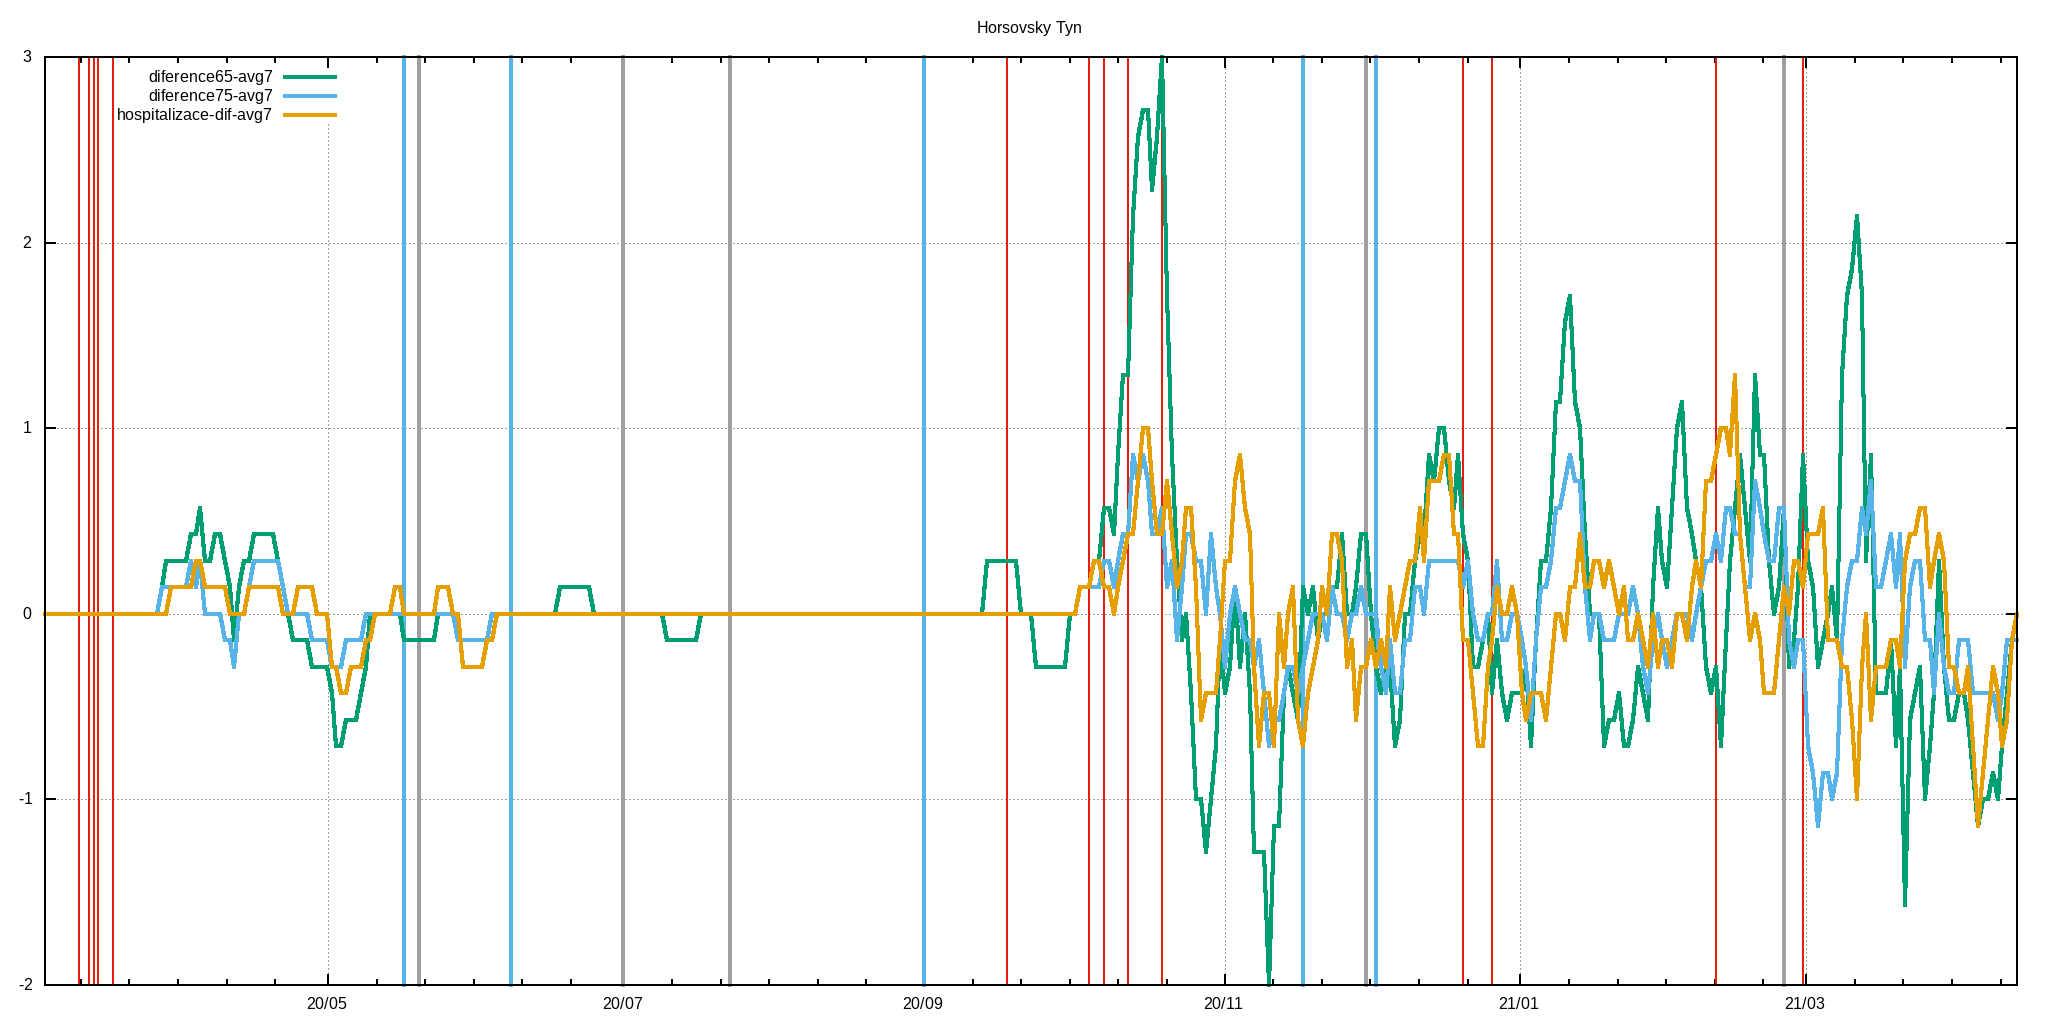 Horsovsky Tyn
diference65-avg7
diference75-avg7
hospitalizace-dif-avg7
3
2
1
0
-1
-2
20/05 20/07 20/09 20/11 21/01 21/03